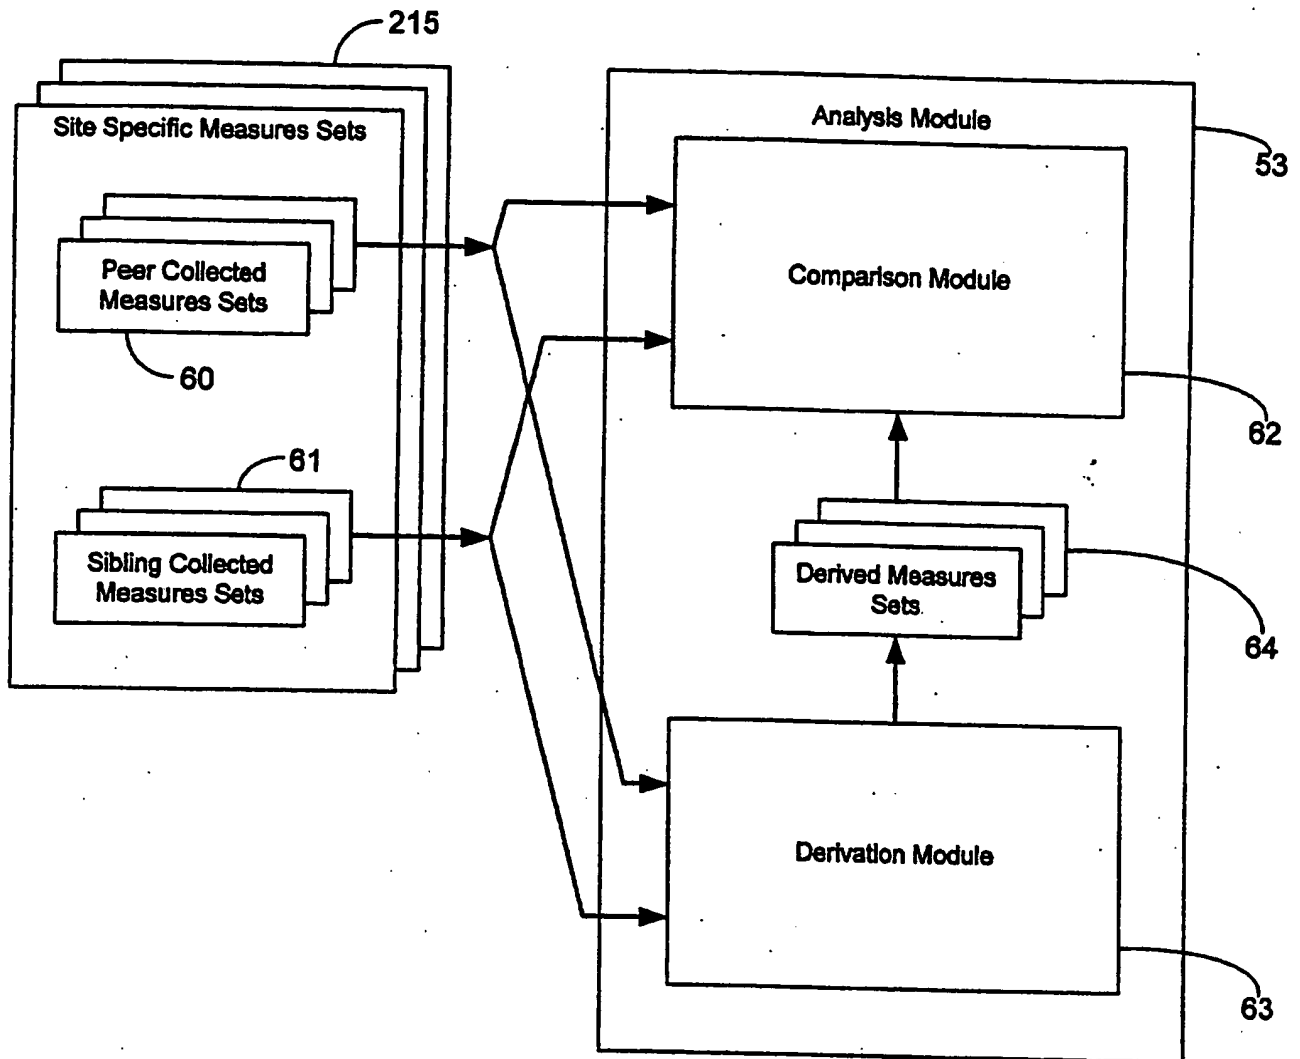 215
Site Specific Measures Sets
Analysis Module
53
Peer Collected
Measures Sets
Comparison Module
60
62
61
Sibling Collected
Measures Sets
Derived Measures
Sets
64
Derivation Module
63